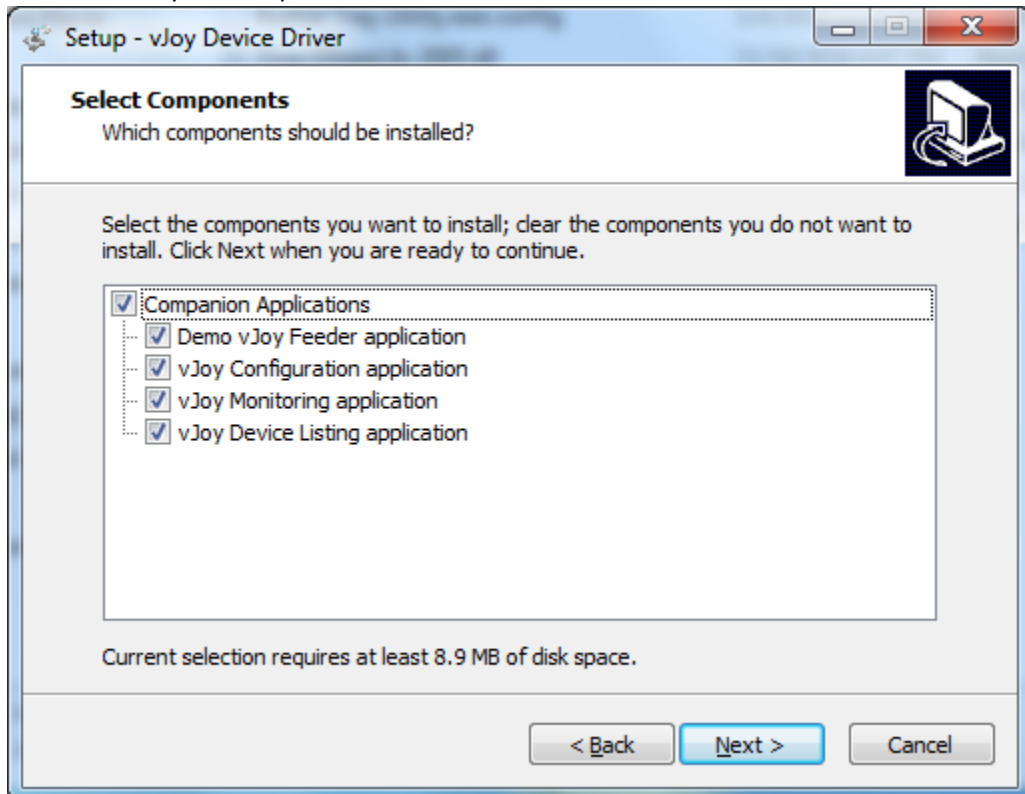 Setup - vJoy Device Driver
Select Components
Which components should be installed?
Select the components you want to install; clear the components you do not want to
install. Click Next when you are ready to continue.
Companion Applications
Demo vJoy Feeder application
vJoy Configuration application
vJoy Monitoring application
vJoy Device Listing application
Current selection requires at least 8.9 MB of disk space.
< Back Next > Cancel